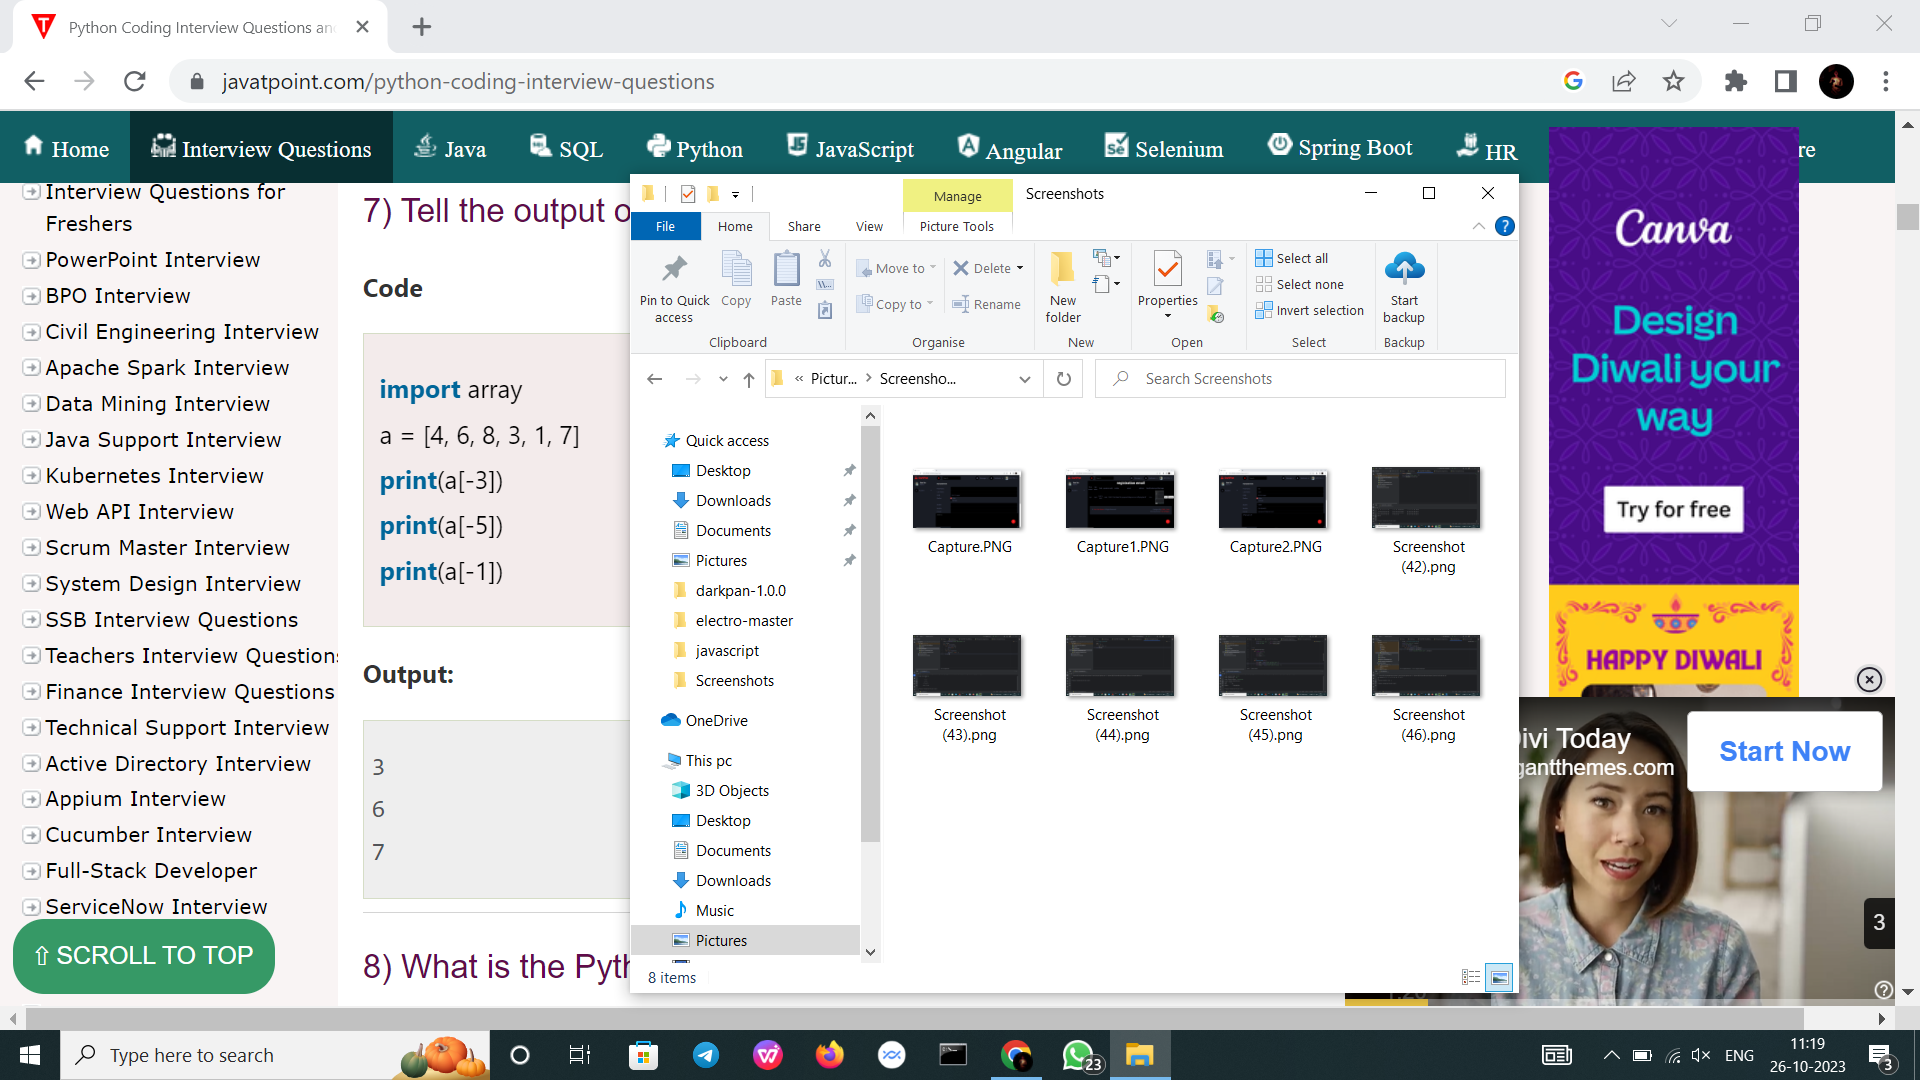 Python Coding Interview Questions an
javatpoint.com/python-coding-interview-questions
Home
Interview Questions
Java
SQL
Python
JavaScript
Angular
Selenium
Spring Boot
HR
re
Interview Questions for
Freshers
PowerPoint Interview
BPO Interview
Civil Engineering Interview
Apache Spark Interview
Data Mining Interview
Java Support Interview
Kubernetes Interview
Web API Interview
Scrum Master Interview
System Design Interview
SSB Interview Questions
Teachers Interview Questions
Finance Interview Questions
Technical Support Interview
Active Directory Interview
Appium Interview
Cucumber Interview
Full-Stack Developer
ServiceNow Interview
⇧ SCROLL TO TOP
7) Tell the output o
Code
import array
a = [4, 6, 8, 3, 1, 7]
print(a[-3])
print(a[-5])
print(a[-1])
Output:
3
6
7
8) What is the Pyth
Manage
Screenshots
File
Home
Share
View
Picture Tools
Pin to Quick
access
Copy
Paste
Clipboard
Move to
Copy to
Delete
Rename
Organise
New
folder
New
Properties
Open
Select all
Select none
Invert selection
Select
Start
backup
Backup
« Pictur... > Screensho...
Search Screenshots
Quick access
Desktop
Downloads
Documents
Pictures
darkpan-1.0.0
electro-master
javascript
Screenshots
OneDrive
This pc
3D Objects
Desktop
Documents
Downloads
Music
Pictures
Capture.PNG
Capture1.PNG
Capture2.PNG
Screenshot
(42).png
Screenshot
(43).png
Screenshot
(44).png
Screenshot
(45).png
Screenshot
(46).png
8 items
Canva
Design
Diwali your
way
Try for free
HAPPY DIWALI
ivi Today
gantthemes.com
Start Now
3
Type here to search
23
ENG
11:19
26-10-2023
3